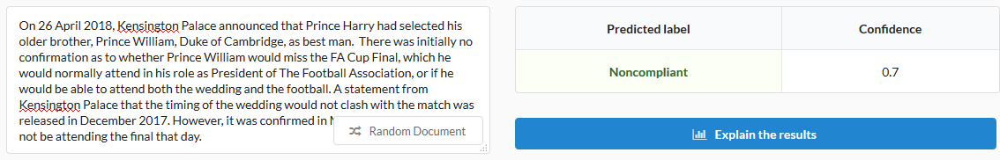 On 26 April 2018, Kensington Palace announced that Prince Harry had selected his
older brother, Prince William, Duke of Cambridge, as best man.  There was initially no
confirmation as to whether Prince William would miss the FA Cup Final, which he
would normally attend in his role as President of The Football Association, or if he
would be able to attend both the wedding and the football. A statement from
Kensington Palace that the timing of the wedding would not clash with the match was
released in December 2017. However, it was confirmed in
not be attending the final that day.
Random Document
Predicted label Confidence
Noncompliant 0.7
Explain the results